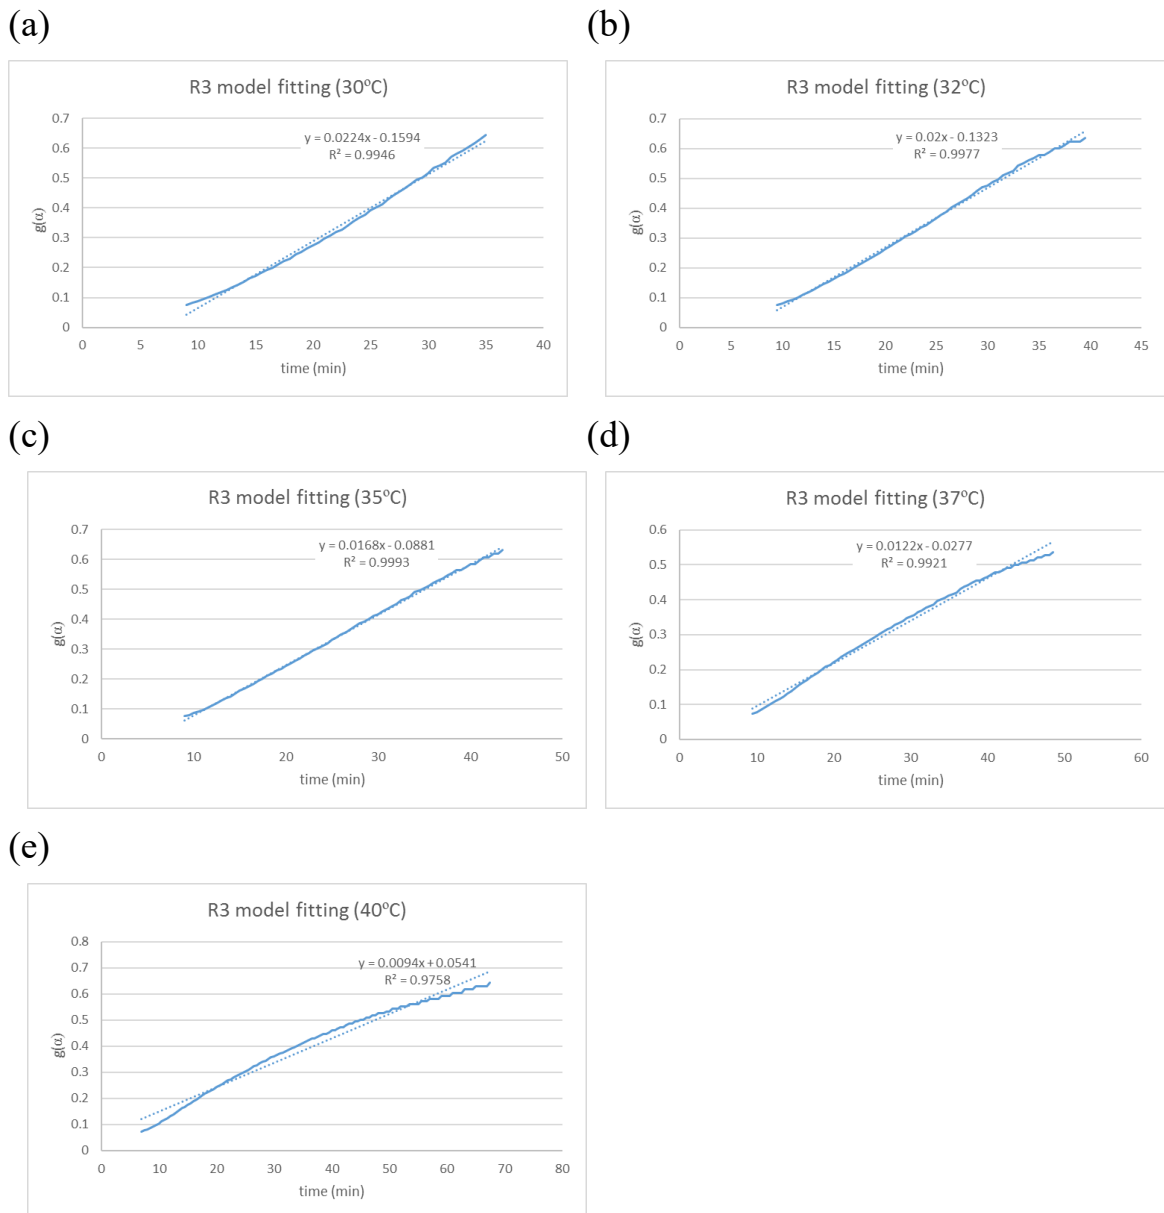 (a)
R3 model fitting (30°C)
y = 0.0224x - 0.1594
R² = 0.9946
g(α)
0.7
0.6
0.5
0.4
0.3
0.2
0.1
0
0 5 10 15 20 25 30 35 40
time (min)
(b)
R3 model fitting (32°C)
y = 0.02x - 0.1323
R² = 0.9977
g(α)
0.7
0.6
0.5
0.4
0.3
0.2
0.1
0
0 5 10 15 20 25 30 35 40 45
time (min)
(c)
R3 model fitting (35°C)
y = 0.0168x - 0.0881
R² = 0.9993
g(α)
0.7
0.6
0.5
0.4
0.3
0.2
0.1
0
0 10 20 30 40 50
time (min)
(d)
R3 model fitting (37°C)
y = 0.0122x - 0.0277
R² = 0.9921
g(α)
0.6
0.5
0.4
0.3
0.2
0.1
0
0 10 20 30 40 50 60
time (min)
(e)
R3 model fitting (40°C)
y = 0.0094x + 0.0541
R² = 0.9758
g(α)
0.8
0.7
0.6
0.5
0.4
0.3
0.2
0.1
0
0 10 20 30 40 50 60 70 80
time (min)